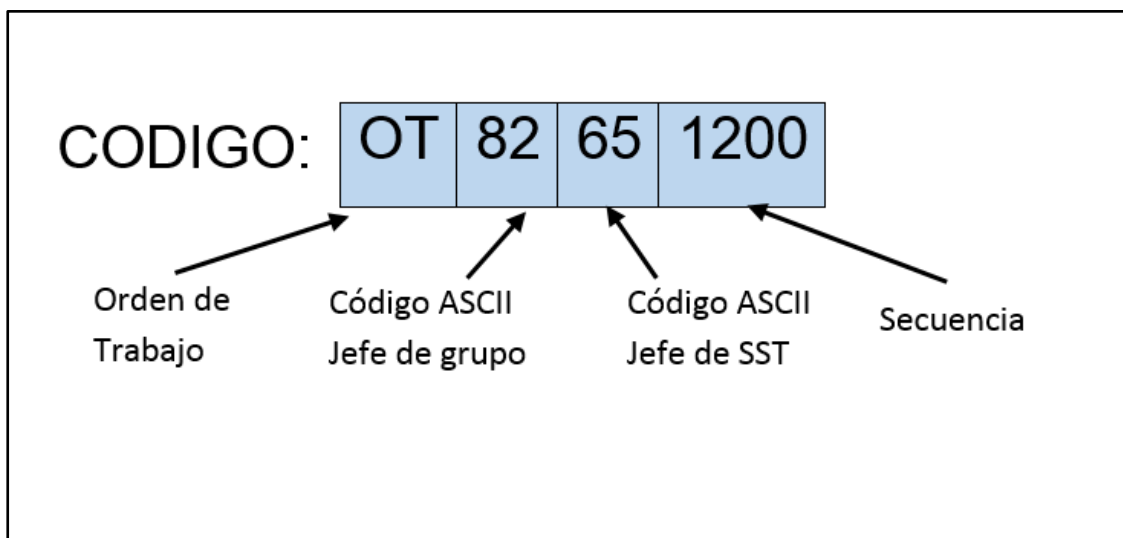 CODIGO: OT 82 65 1200
Orden de Trabajo
Código ASCII Jefe de grupo
Código ASCII Jefe de SST
Secuencia